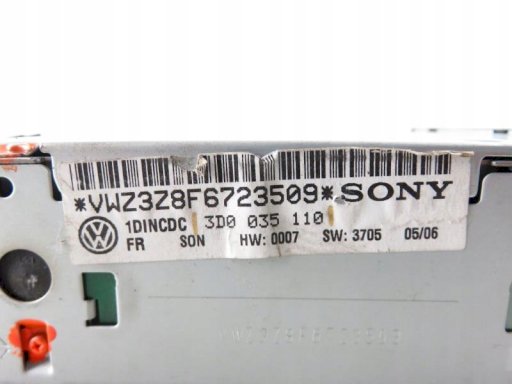 *VWZ3Z8F6723509* SONY
1DINCDC 3D0 035 110
FR SON HW: 0007 SW: 3705 05/06